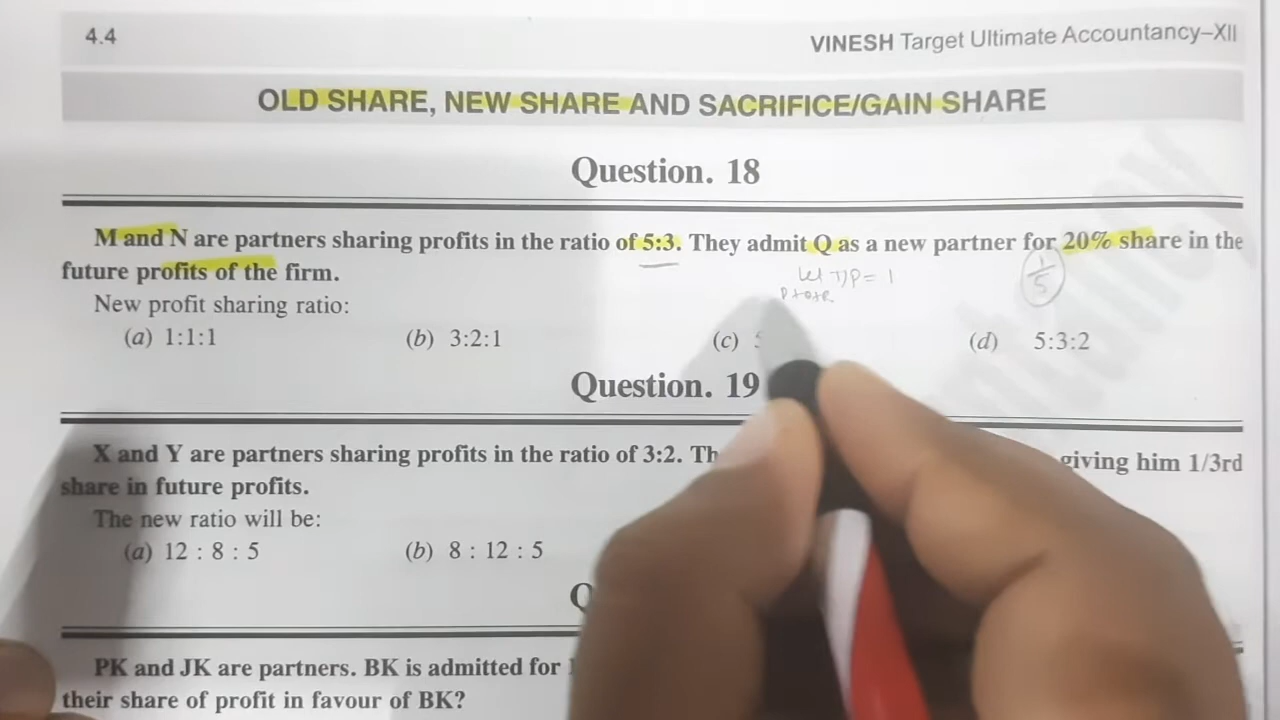 4.4
VINESH Target Ultimate Accountancy–XII
OLD SHARE, NEW SHARE AND SACRIFICE/GAIN SHARE
Question. 18
M and N are partners sharing profits in the ratio of 5:3. They admit Q as a new partner for 20% share in the
future profits of the firm.
let T/P = 1
1/5
New profit sharing ratio:
(a) 1:1:1
(b) 3:2:1
(c)
(d) 5:3:2
Question. 19
X and Y are partners sharing profits in the ratio of 3:2. giving him 1/3rd
share in future profits.
The new ratio will be:
(a) 12 : 8 : 5
(b) 8 : 12 : 5
PK and JK are partners. BK is admitted for
their share of profit in favour of BK?